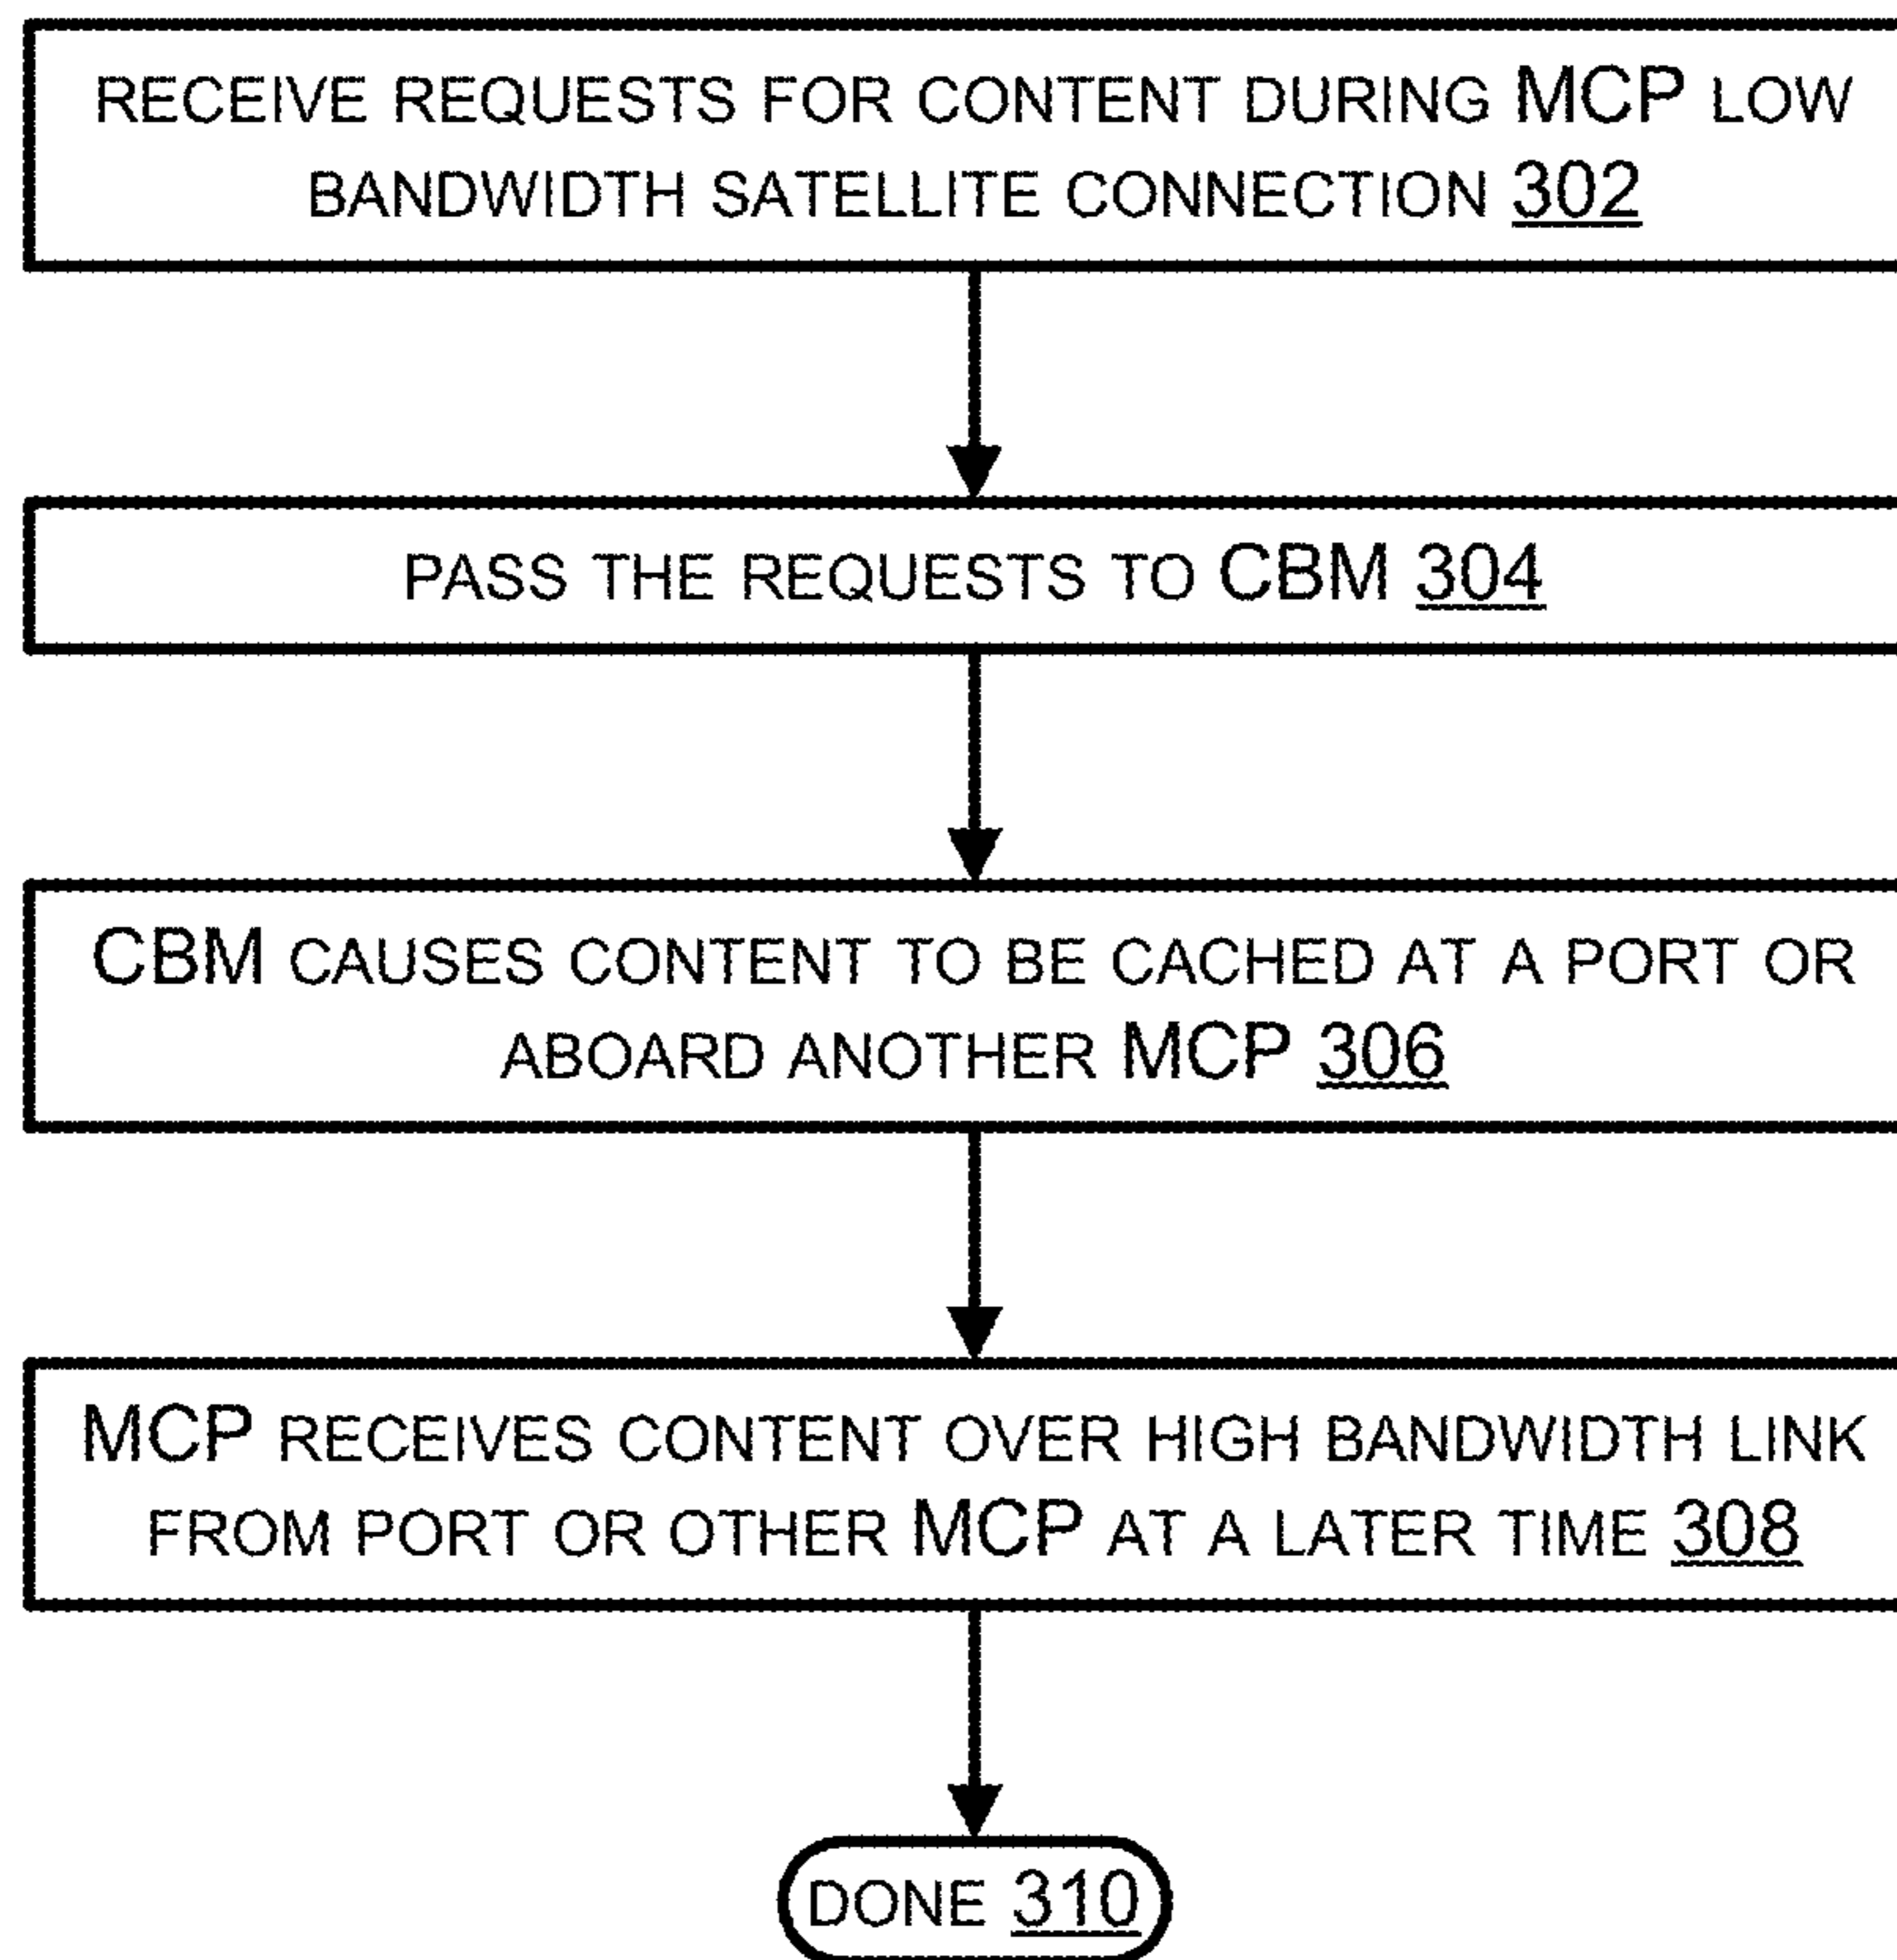 RECEIVE REQUESTS FOR CONTENT DURING MCP LOW
BANDWIDTH SATELLITE CONNECTION 302
PASS THE REQUESTS TO CBM 304
CBM CAUSES CONTENT TO BE CACHED AT A PORT OR
ABOARD ANOTHER MCP 306
MCP RECEIVES CONTENT OVER HIGH BANDWIDTH LINK
FROM PORT OR OTHER MCP AT A LATER TIME 308
DONE 310